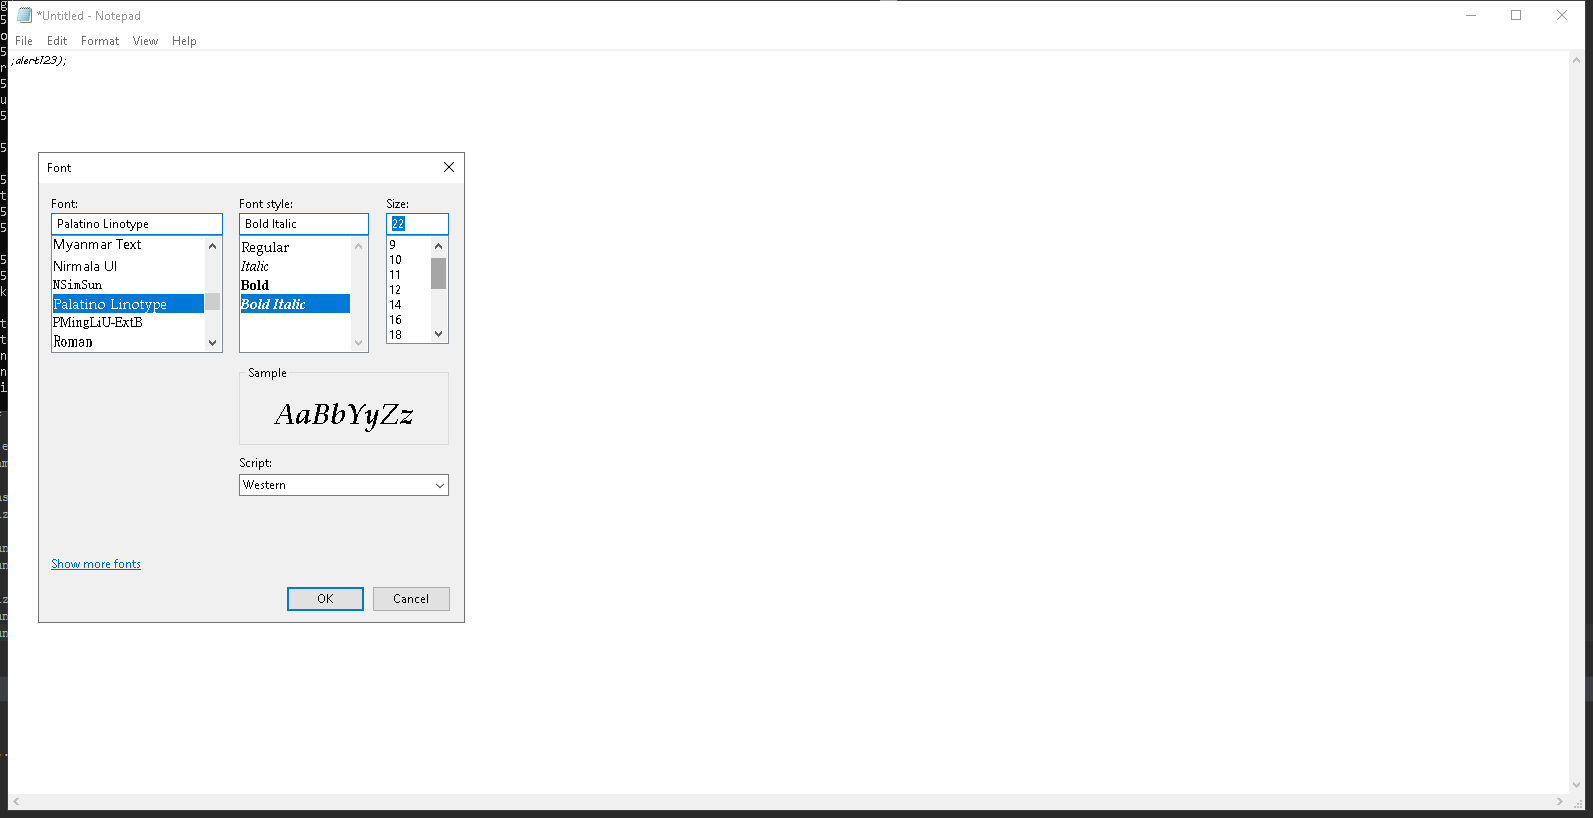 *Untitled - Notepad
File Edit Format View Help
;alert123);
Font
Font: Font style: Size:
Palatino Linotype Bold Italic 22
Myanmar Text
Nirmala UI
NSimSun
Palatino Linotype
PMingLiU-ExtB
Roman
Regular
Italic
Bold
Bold Italic
9
10
11
12
14
16
18
Sample
AaBbYyZz
Script:
Western
Show more fonts
OK Cancel